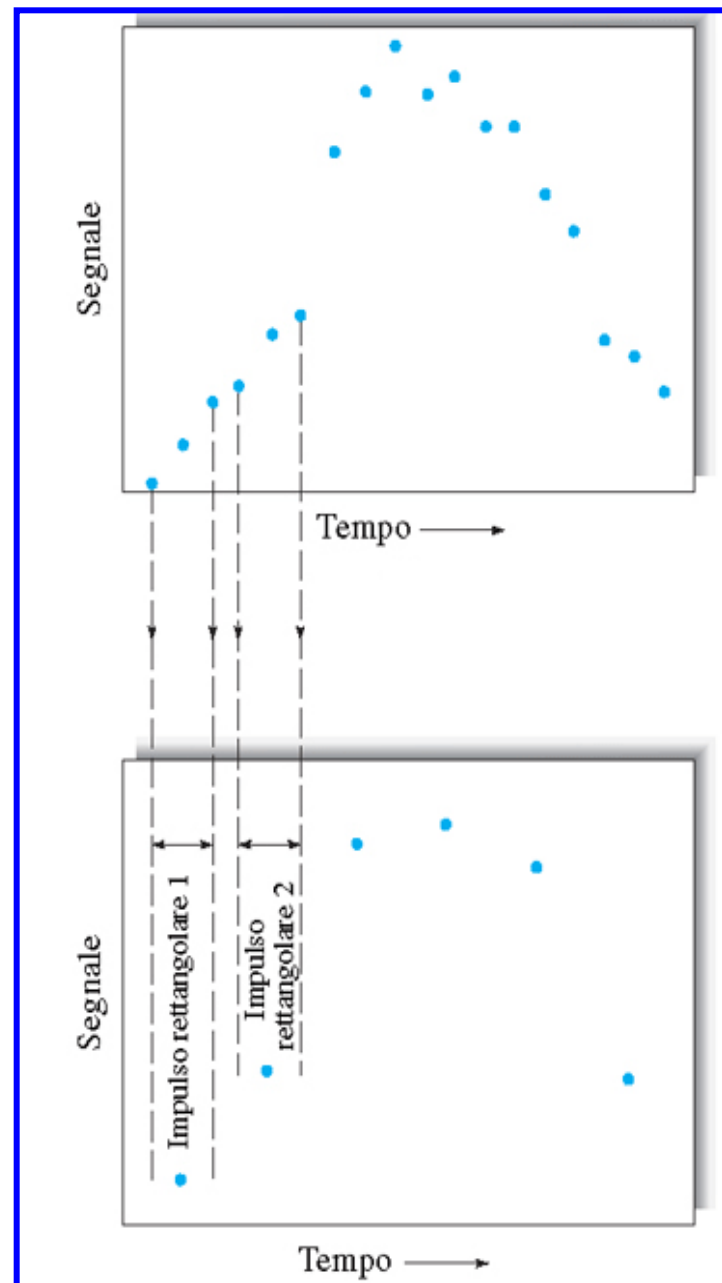 Segnale
Tempo
Segnale
Impulso rettangolare 1
Impulso
rettangolare 2
Tempo